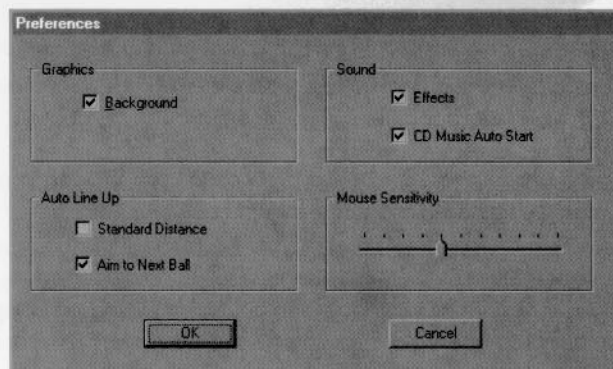 Preferences
Graphics
Background
Sound
Effects
CD Music Auto Start
Auto Line Up
Standard Distance
Aim to Next Ball
Mouse Sensitivity
OK
Cancel